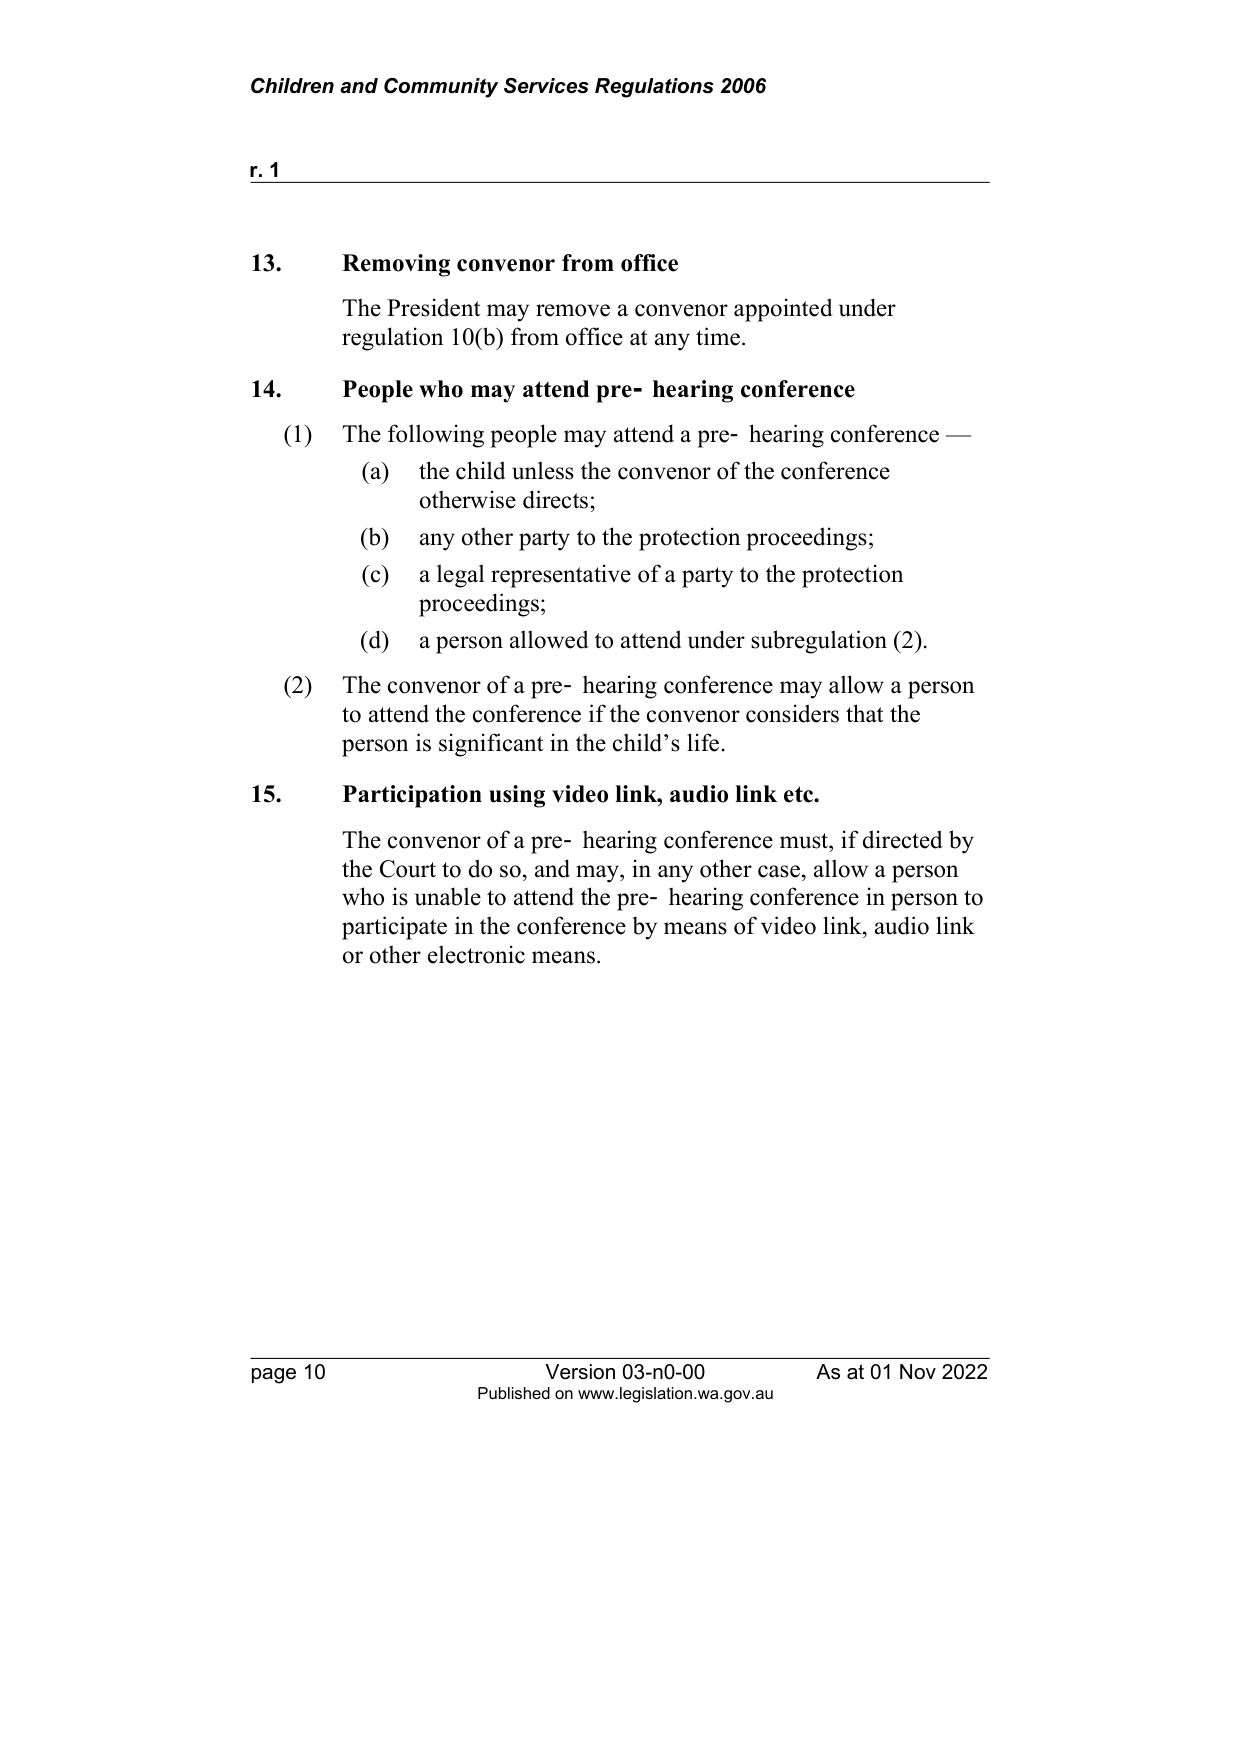 Children and Community Services Regulations 2006
r. 1
13. Removing convenor from office
The President may remove a convenor appointed under
regulation 10(b) from office at any time.
14. People who may attend pre- hearing conference
(1) The following people may attend a pre- hearing conference —
(a) the child unless the convenor of the conference
otherwise directs;
(b) any other party to the protection proceedings;
(c) a legal representative of a party to the protection
proceedings;
(d) a person allowed to attend under subregulation (2).
(2) The convenor of a pre- hearing conference may allow a person
to attend the conference if the convenor considers that the
person is significant in the child’s life.
15. Participation using video link, audio link etc.
The convenor of a pre- hearing conference must, if directed by
the Court to do so, and may, in any other case, allow a person
who is unable to attend the pre- hearing conference in person to
participate in the conference by means of video link, audio link
or other electronic means.
page 10 Version 03-n0-00 As at 01 Nov 2022
Published on www.legislation.wa.gov.au